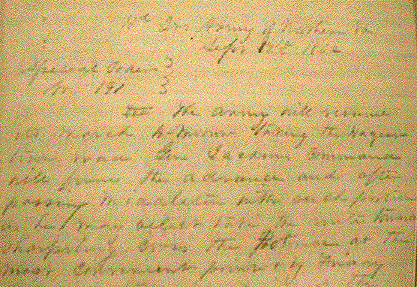 Hd Qrs Army of Northern Va
Sept 9th 1862
Special Orders }
No 191 }
III The army will resume
its march tomorrow taking the Hagers
town road. Gen Jacksons command
will form the advance and after
passing Middletown with such portion
as he may select take the route towards
Sharpsburg cross the Potomac at the
most convenient point & by Friday